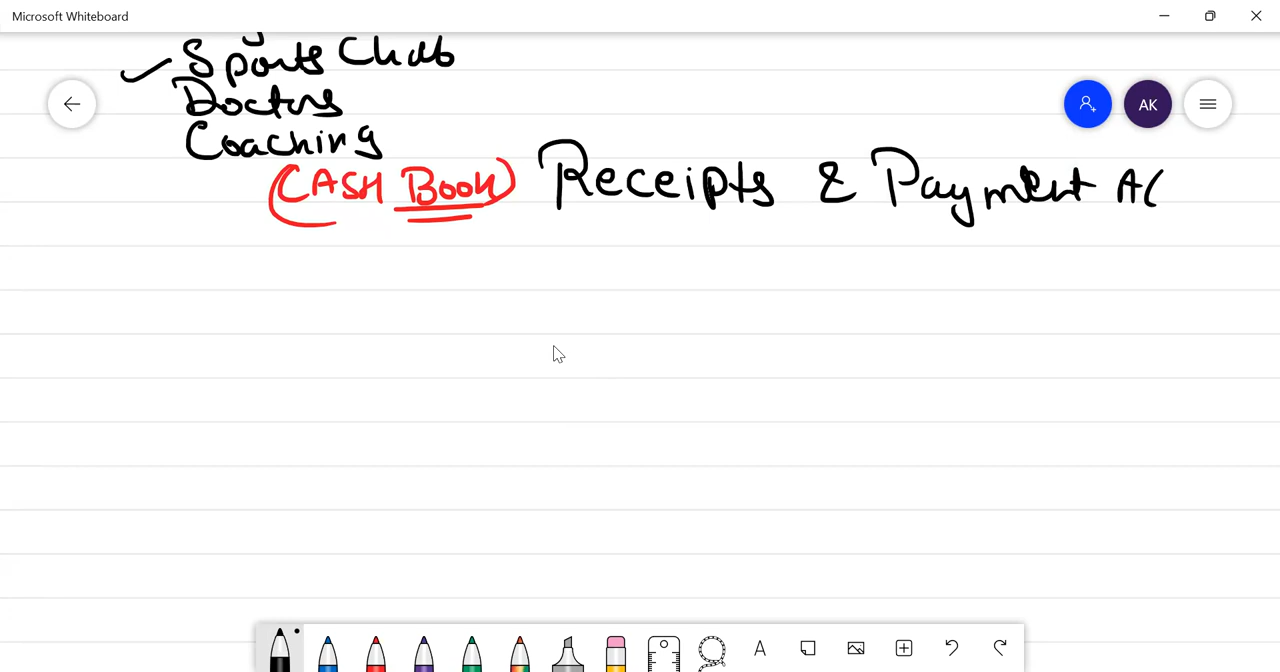 Microsoft Whiteboard
Sports Club
Doctors
Coaching
(CASH BOOK) Receipts & Payment A/C
AK
A